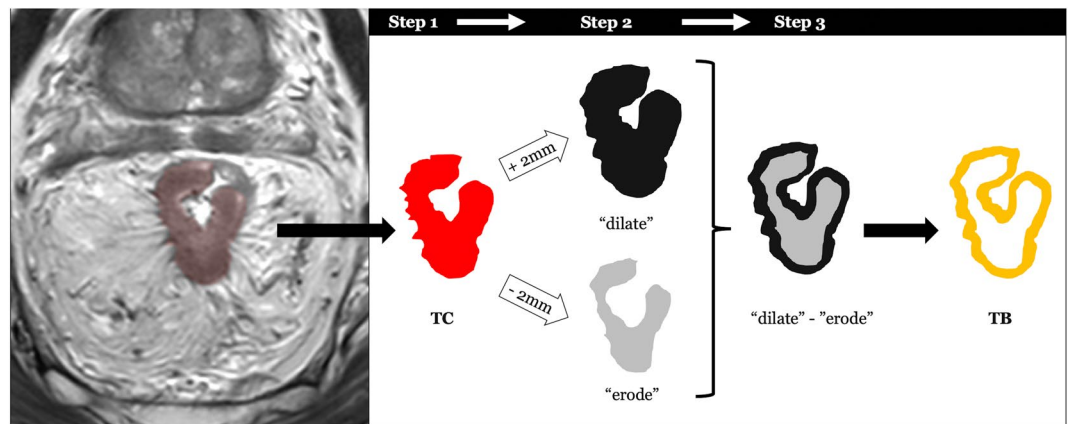 Step 1
Step 2
Step 3
+ 2mm
"dilate"
TC
- 2mm
"erode"
"dilate" - "erode"
TB